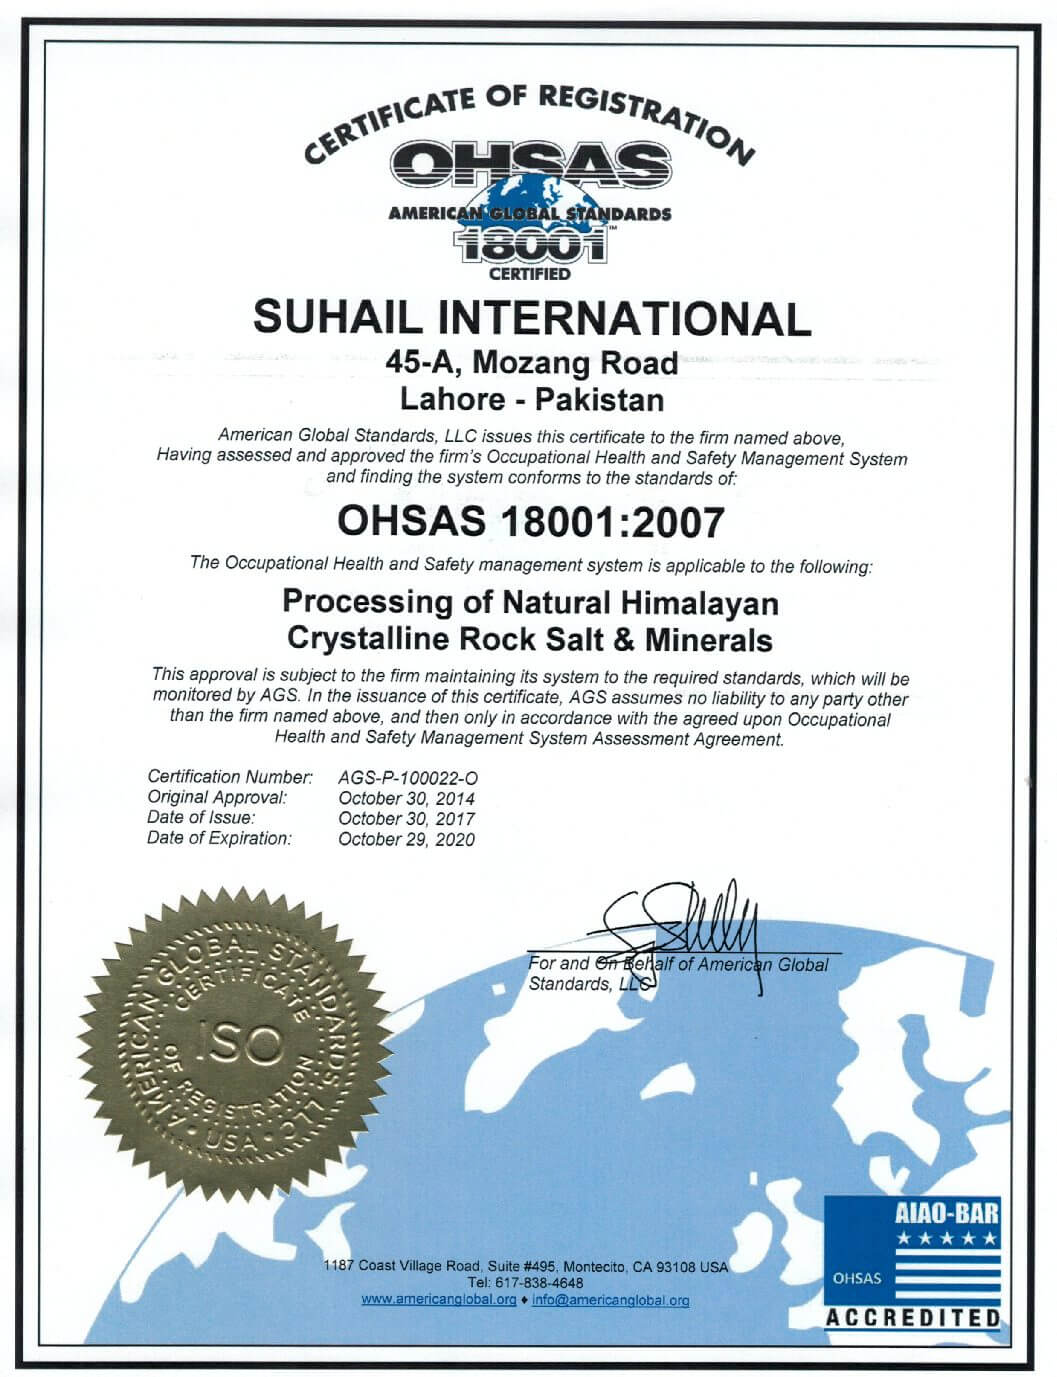 CERTIFICATE OF REGISTRATION
OHSAS
AMERICAN GLOBAL STANDARDS
18001™
CERTIFIED
SUHAIL INTERNATIONAL
45-A, Mozang Road
Lahore - Pakistan
American Global Standards, LLC issues this certificate to the firm named above,
Having assessed and approved the firm's Occupational Health and Safety Management System
and finding the system conforms to the standards of:
OHSAS 18001:2007
The Occupational Health and Safety management system is applicable to the following:
Processing of Natural Himalayan
Crystalline Rock Salt & Minerals
This approval is subject to the firm maintaining its system to the required standards, which will be
monitored by AGS. In the issuance of this certificate, AGS assumes no liability to any party other
than the firm named above, and then only in accordance with the agreed upon Occupational
Health and Safety Management System Assessment Agreement.
Certification Number: AGS-P-100022-O
Original Approval: October 30, 2014
Date of Issue: October 30, 2017
Date of Expiration: October 29, 2020
For and On Behalf of American Global
Standards, LLC
AMERICAN GLOBAL STANDARDS, LLC
CERTIFICATE
ISO
OF REGISTRATION
• USA •
AIAO-BAR
OHSAS
ACCREDITED
1187 Coast Village Road, Suite #495, Montecito, CA 93108 USA
Tel: 617-838-4648
www.americanglobal.org ♦ info@americanglobal.org